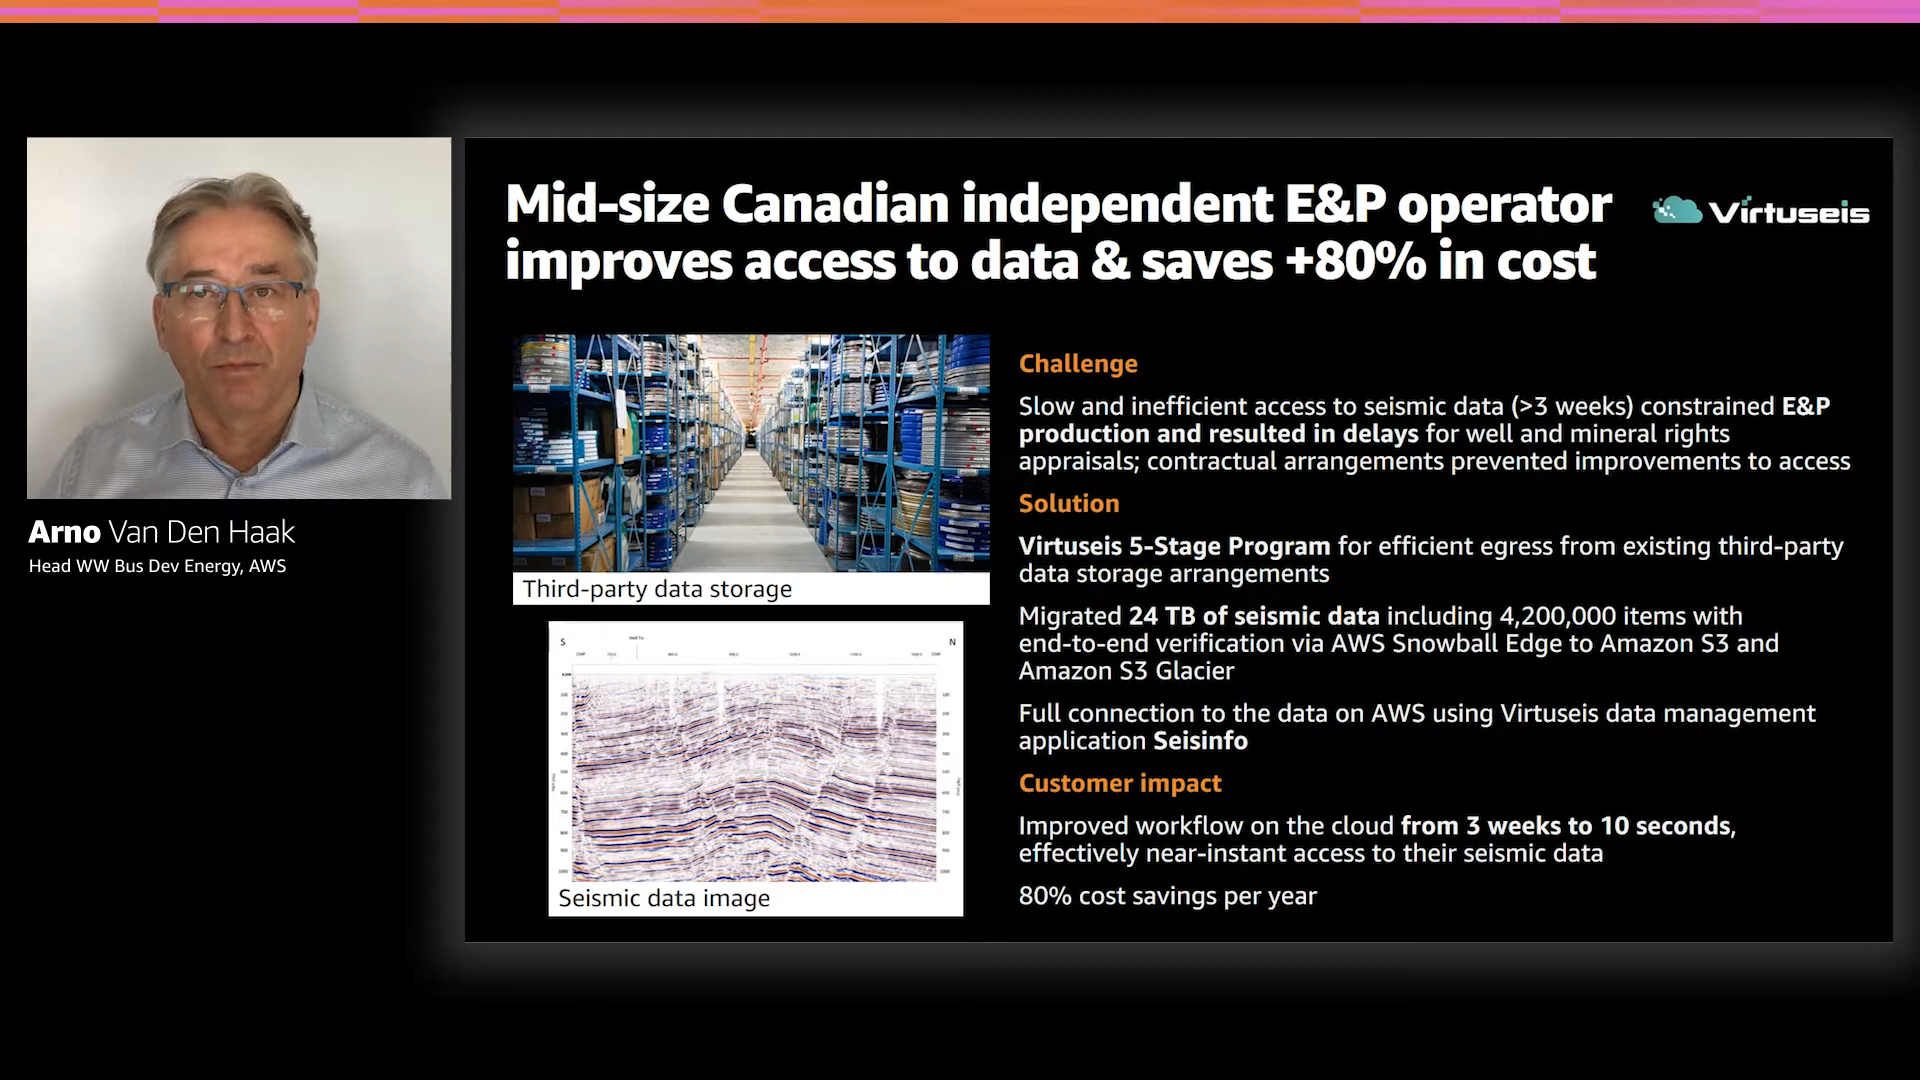 Mid-size Canadian independent E&P operator
improves access to data & saves +80% in cost
Virtuseis
Arno Van Den Haak
Head WW Bus Dev Energy, AWS
Third-party data storage
S
N
CMP
CMP
Seismic data image
Challenge
Slow and inefficient access to seismic data (>3 weeks) constrained E&P
production and resulted in delays for well and mineral rights
appraisals; contractual arrangements prevented improvements to access
Solution
Virtuseis 5-Stage Program for efficient egress from existing third-party
data storage arrangements
Migrated 24 TB of seismic data including 4,200,000 items with
end-to-end verification via AWS Snowball Edge to Amazon S3 and
Amazon S3 Glacier
Full connection to the data on AWS using Virtuseis data management
application Seisinfo
Customer impact
Improved workflow on the cloud from 3 weeks to 10 seconds,
effectively near-instant access to their seismic data
80% cost savings per year